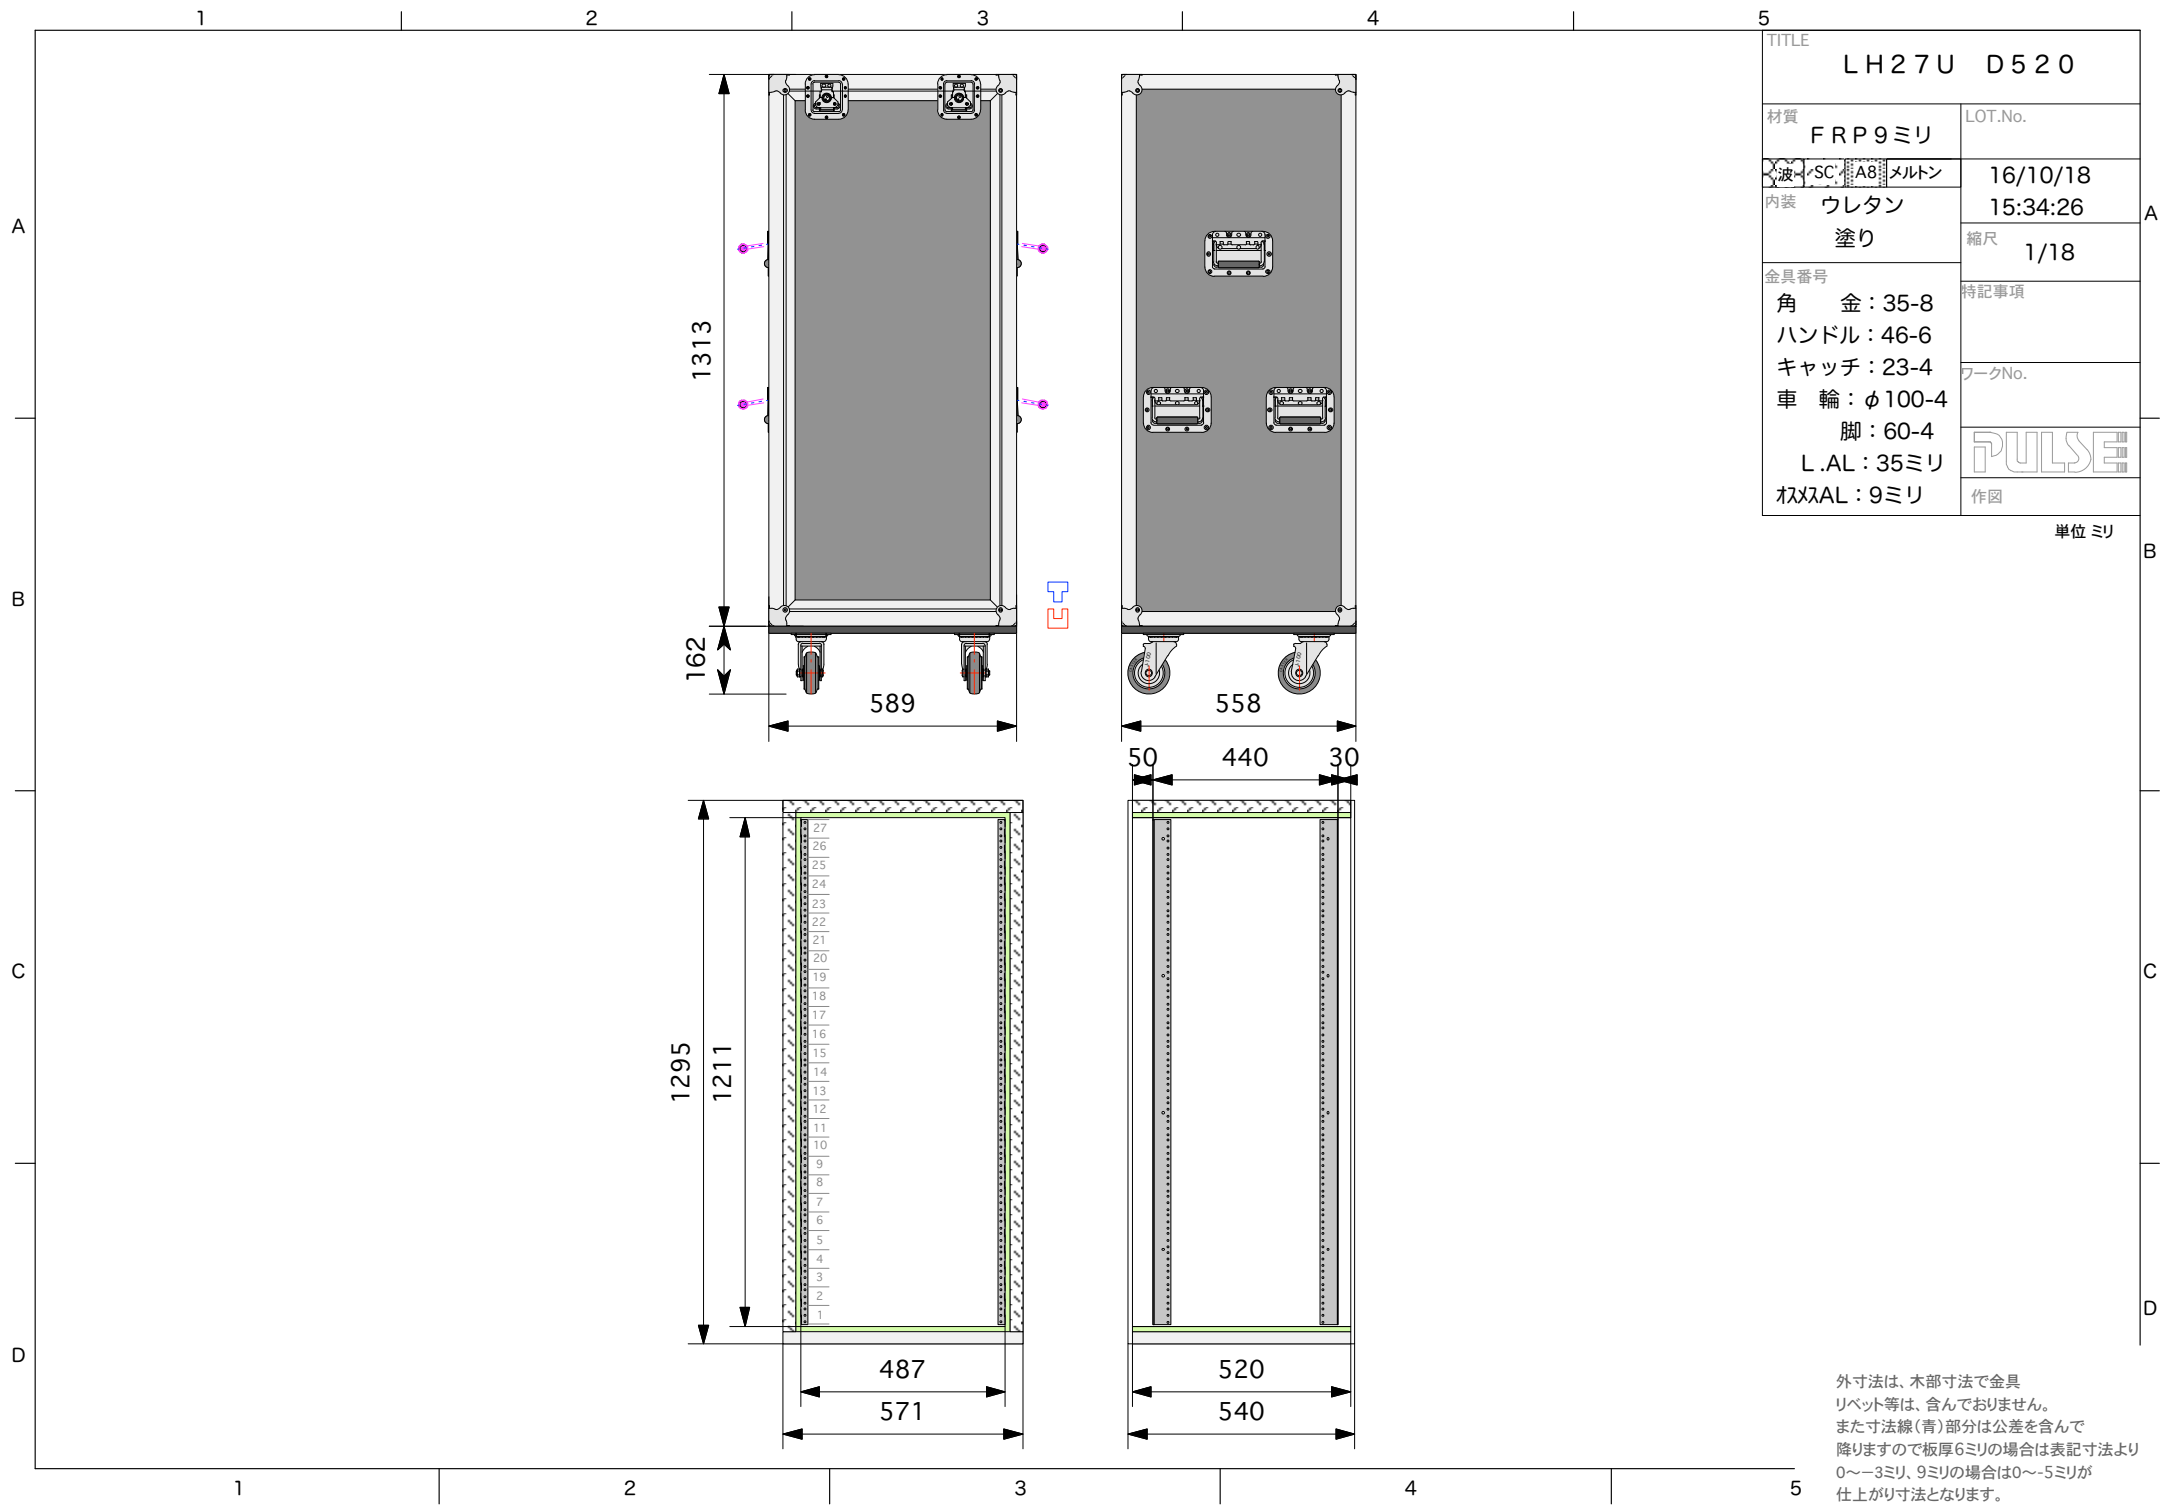 1 2 3 4 5
A
B
C
D
TITLE
LH27U D520
材質
FRP9ミリ
LOT.No.
波 SC A8 メルトン
16/10/18
15:34:26
内装
ウレタン
塗り
縮尺
1/18
金具番号
角 金:35-8
ハンドル:46-6
キャッチ:23-4
車 輪:φ100-4
脚:60-4
L.AL:35ミリ
オスメスAL:9ミリ
特記事項
ワークNo.
PULSE
作図
単位 ミリ
A
B
C
D
1313
162
589
558
50 440 30
1295
1211
27
26
25
24
23
22
21
20
19
18
17
16
15
14
13
12
11
10
9
8
7
6
5
4
3
2
1
487
571
520
540
外寸法は、木部寸法で金具
リベット等は、含んでおりません。
また寸法線(青)部分は公差を含んで
降りますので板厚6ミリの場合は表記寸法より
0〜−3ミリ、9ミリの場合は0〜-5ミリが
仕上がり寸法となります。
1 2 3 4 5